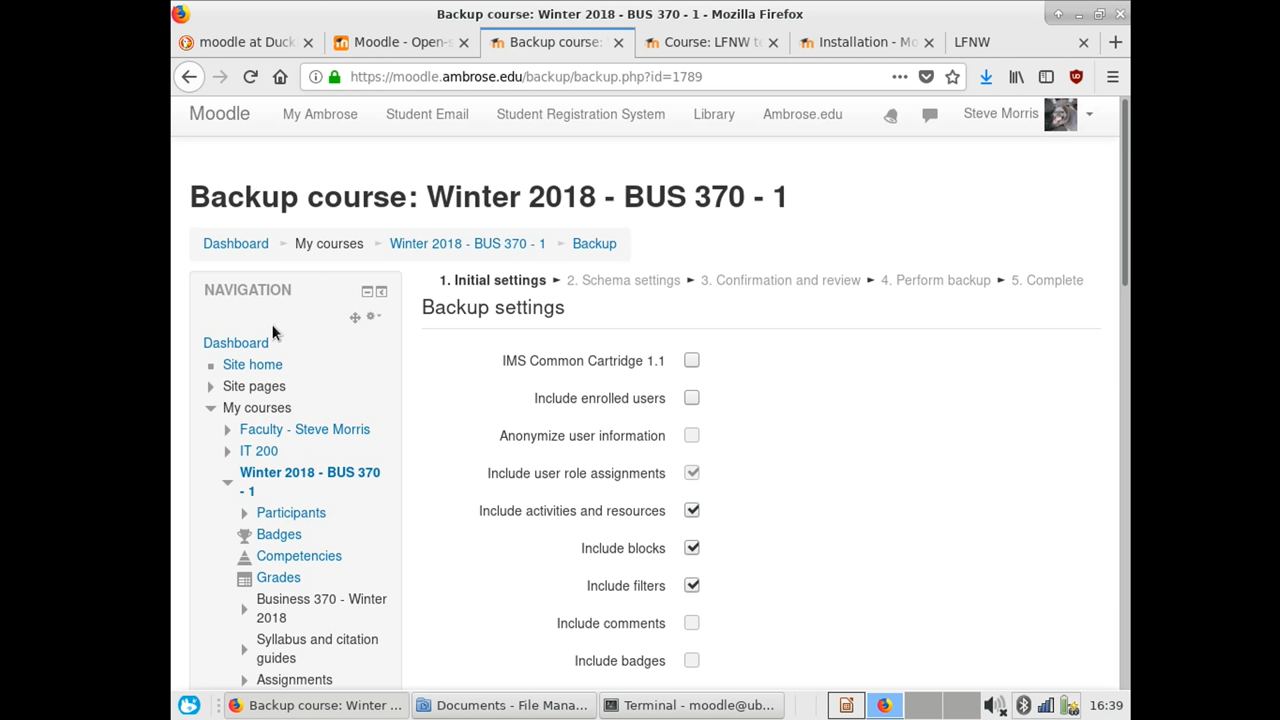 Backup course: Winter 2018 - BUS 370 - 1 - Mozilla Firefox
moodle at Duck
Moodle - Open-s
Backup course:
Course: LFNW te
Installation - Mo
LFNW
https://moodle.ambrose.edu/backup/backup.php?id=1789
Moodle My Ambrose Student Email Student Registration System Library Ambrose.edu Steve Morris
Backup course: Winter 2018 - BUS 370 - 1
Dashboard ► My courses ► Winter 2018 - BUS 370 - 1 ► Backup
NAVIGATION
Dashboard
Site home
Site pages
My courses
Faculty - Steve Morris
IT 200
Winter 2018 - BUS 370
- 1
Participants
Badges
Competencies
Grades
Business 370 - Winter
2018
Syllabus and citation
guides
Assignments
1. Initial settings ► 2. Schema settings ► 3. Confirmation and review ► 4. Perform backup ► 5. Complete
Backup settings
IMS Common Cartridge 1.1
Include enrolled users
Anonymize user information
Include user role assignments
Include activities and resources
Include blocks
Include filters
Include comments
Include badges
Backup course: Winter ...
Documents - File Mana...
Terminal - moodle@ub...
16:39